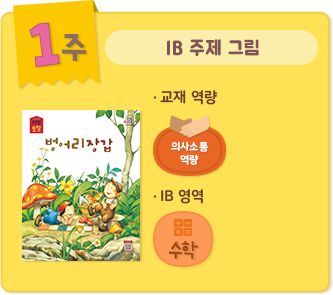 1주
IB 주제 그림
벙어리장갑
· 교재 역량
의사소통
역량
· IB 영역
수학